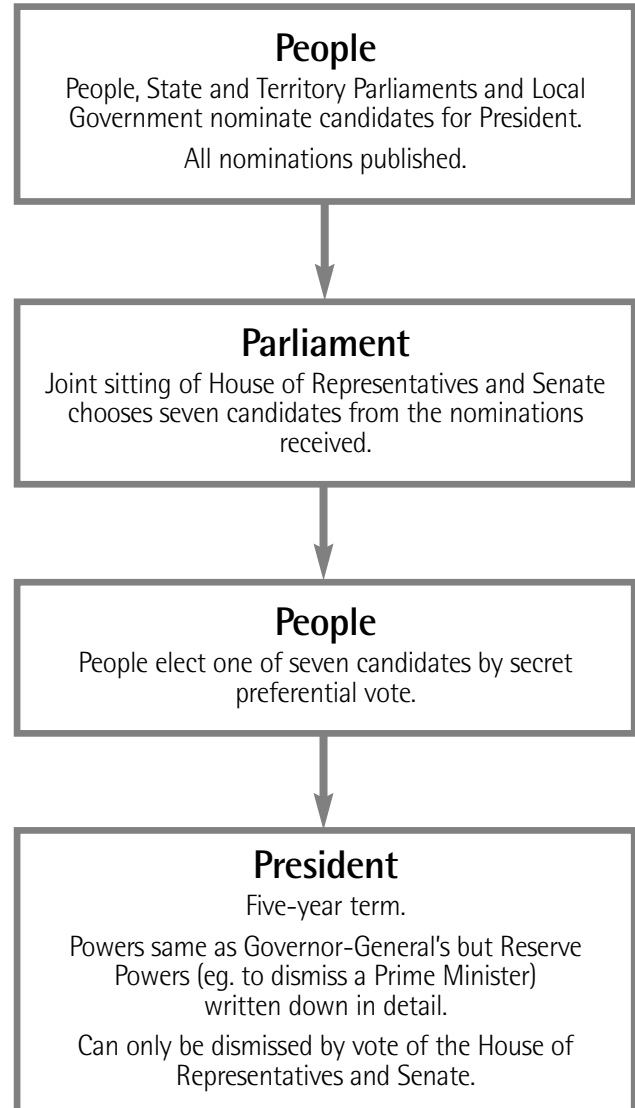 People
People, State and Territory Parliaments and Local
Government nominate candidates for President.
All nominations published.
Parliament
Joint sitting of House of Representatives and Senate
chooses seven candidates from the nominations
received.
People
People elect one of seven candidates by secret
preferential vote.
President
Five-year term.
Powers same as Governor-General's but Reserve
Powers (eg. to dismiss a Prime Minister)
written down in detail.
Can only be dismissed by vote of the House of
Representatives and Senate.